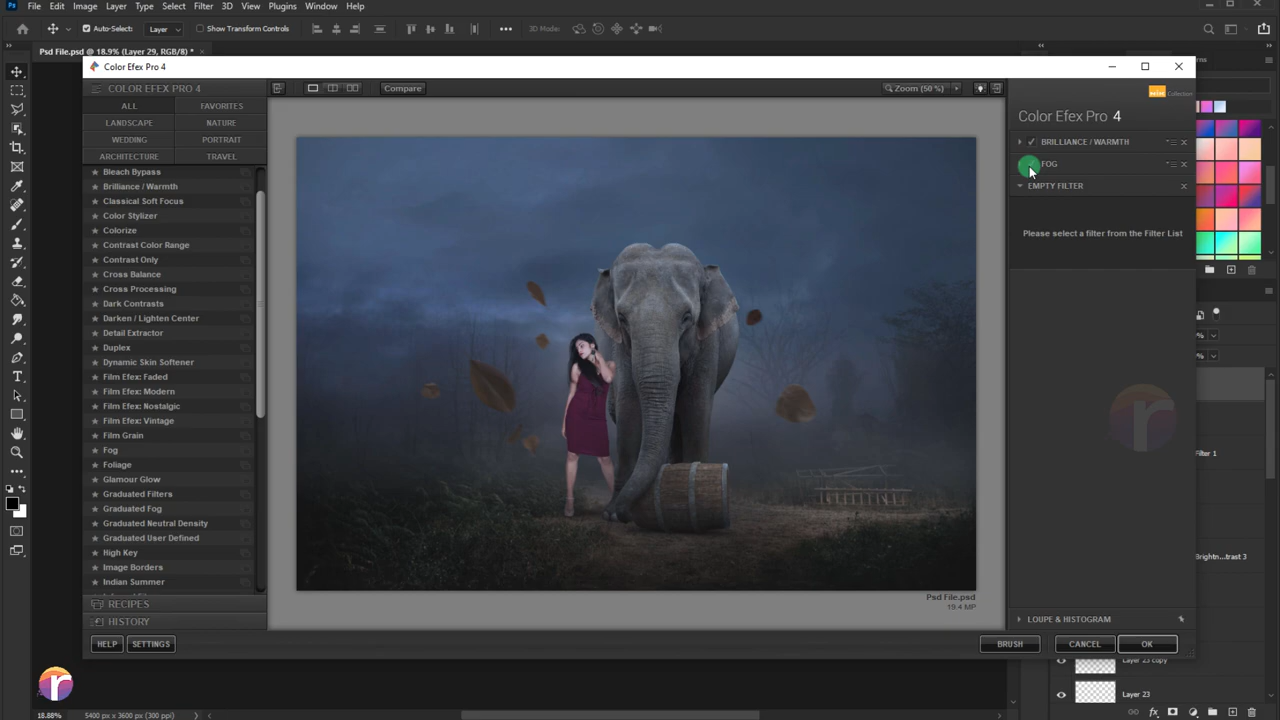 Ps File Edit Image Layer Type Select Filter 3D View Plugins Window Help
Auto-Select: Layer Show Transform Controls 3D Mode:
Psd File.psd @ 18.9% (Layer 29, RGB/8) * ×
Color Efex Pro 4
COLOR EFEX PRO 4
Compare
Zoom (50 %)
ALL FAVORITES
LANDSCAPE NATURE
WEDDING PORTRAIT
ARCHITECTURE TRAVEL
Bleach Bypass
Brilliance / Warmth
Classical Soft Focus
Color Stylizer
Colorize
Contrast Color Range
Contrast Only
Cross Balance
Cross Processing
Dark Contrasts
Darken / Lighten Center
Detail Extractor
Duplex
Dynamic Skin Softener
Film Efex: Faded
Film Efex: Modern
Film Efex: Nostalgic
Film Efex: Vintage
Film Grain
Fog
Foliage
Glamour Glow
Graduated Filters
Graduated Fog
Graduated Neutral Density
Graduated User Defined
High Key
Image Borders
Indian Summer
RECIPES
HISTORY
HELP SETTINGS
Psd File.psd
19.4 MP
Collection
Color Efex Pro 4
BRILLIANCE / WARMTH
FOG
EMPTY FILTER
Please select a filter from the Filter List
LOUPE & HISTOGRAM
BRUSH CANCEL OK
rns
%
%
Filter 1
Brightn...trast 3
Layer 23 copy
Layer 23
18.88% 5400 px x 3600 px (300 ppi)